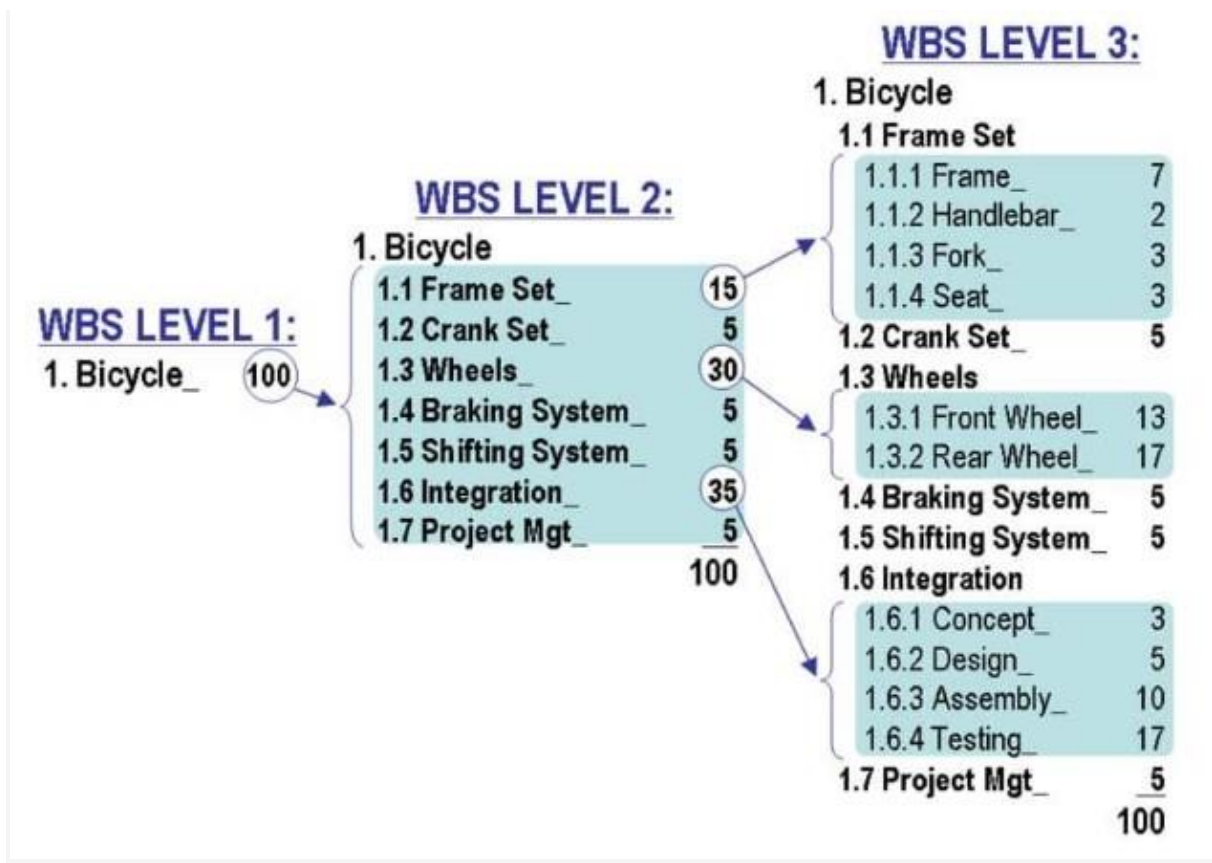 WBS LEVEL 1:
1. Bicycle_ 100
WBS LEVEL 2:
1. Bicycle
1.1 Frame Set_ 15
1.2 Crank Set_ 5
1.3 Wheels_ 30
1.4 Braking System_ 5
1.5 Shifting System_ 5
1.6 Integration_ 35
1.7 Project Mgt_ 5
100
WBS LEVEL 3:
1. Bicycle
1.1 Frame Set
1.1.1 Frame_ 7
1.1.2 Handlebar_ 2
1.1.3 Fork_ 3
1.1.4 Seat_ 3
1.2 Crank Set_ 5
1.3 Wheels
1.3.1 Front Wheel_ 13
1.3.2 Rear Wheel_ 17
1.4 Braking System_ 5
1.5 Shifting System_ 5
1.6 Integration
1.6.1 Concept_ 3
1.6.2 Design_ 5
1.6.3 Assembly_ 10
1.6.4 Testing_ 17
1.7 Project Mgt_ 5
100